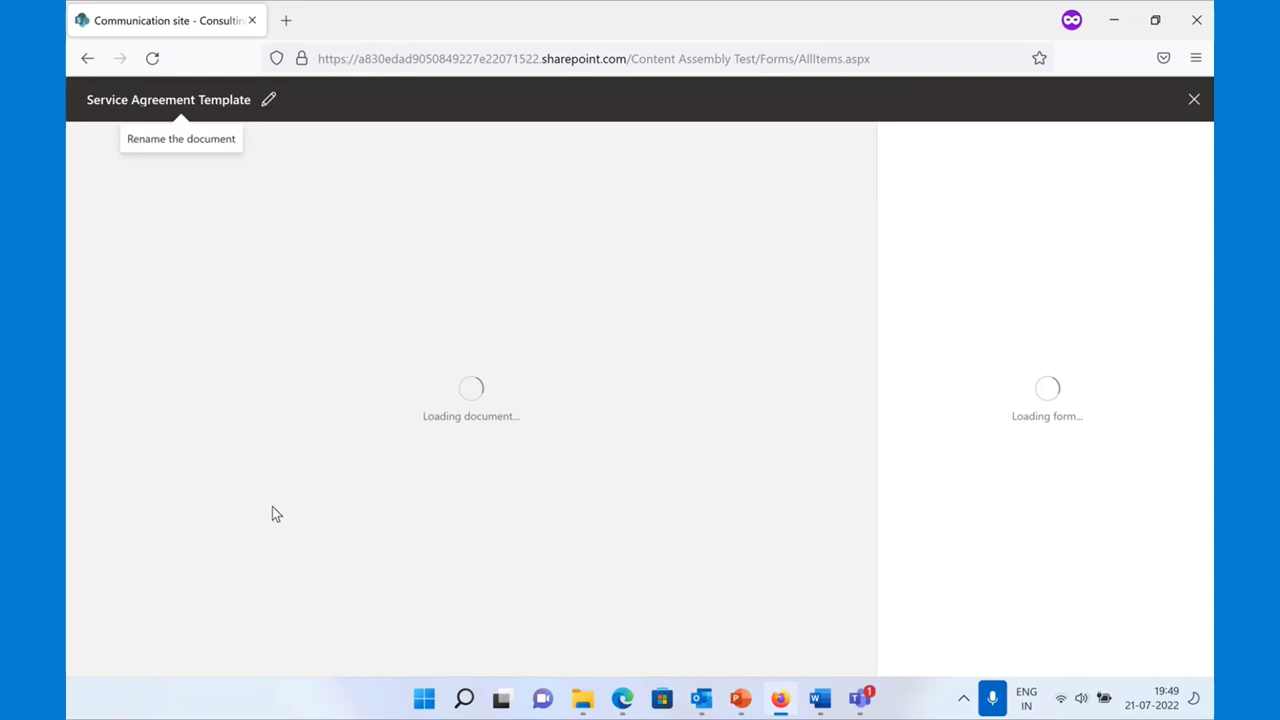 Communication site - Consultin
https://a830edad9050849227e22071522.sharepoint.com/Content Assembly Test/Forms/AllItems.aspx
Service Agreement Template
Rename the document
Loading document...
Loading form...
1
ENG
IN
19:49
21-07-2022